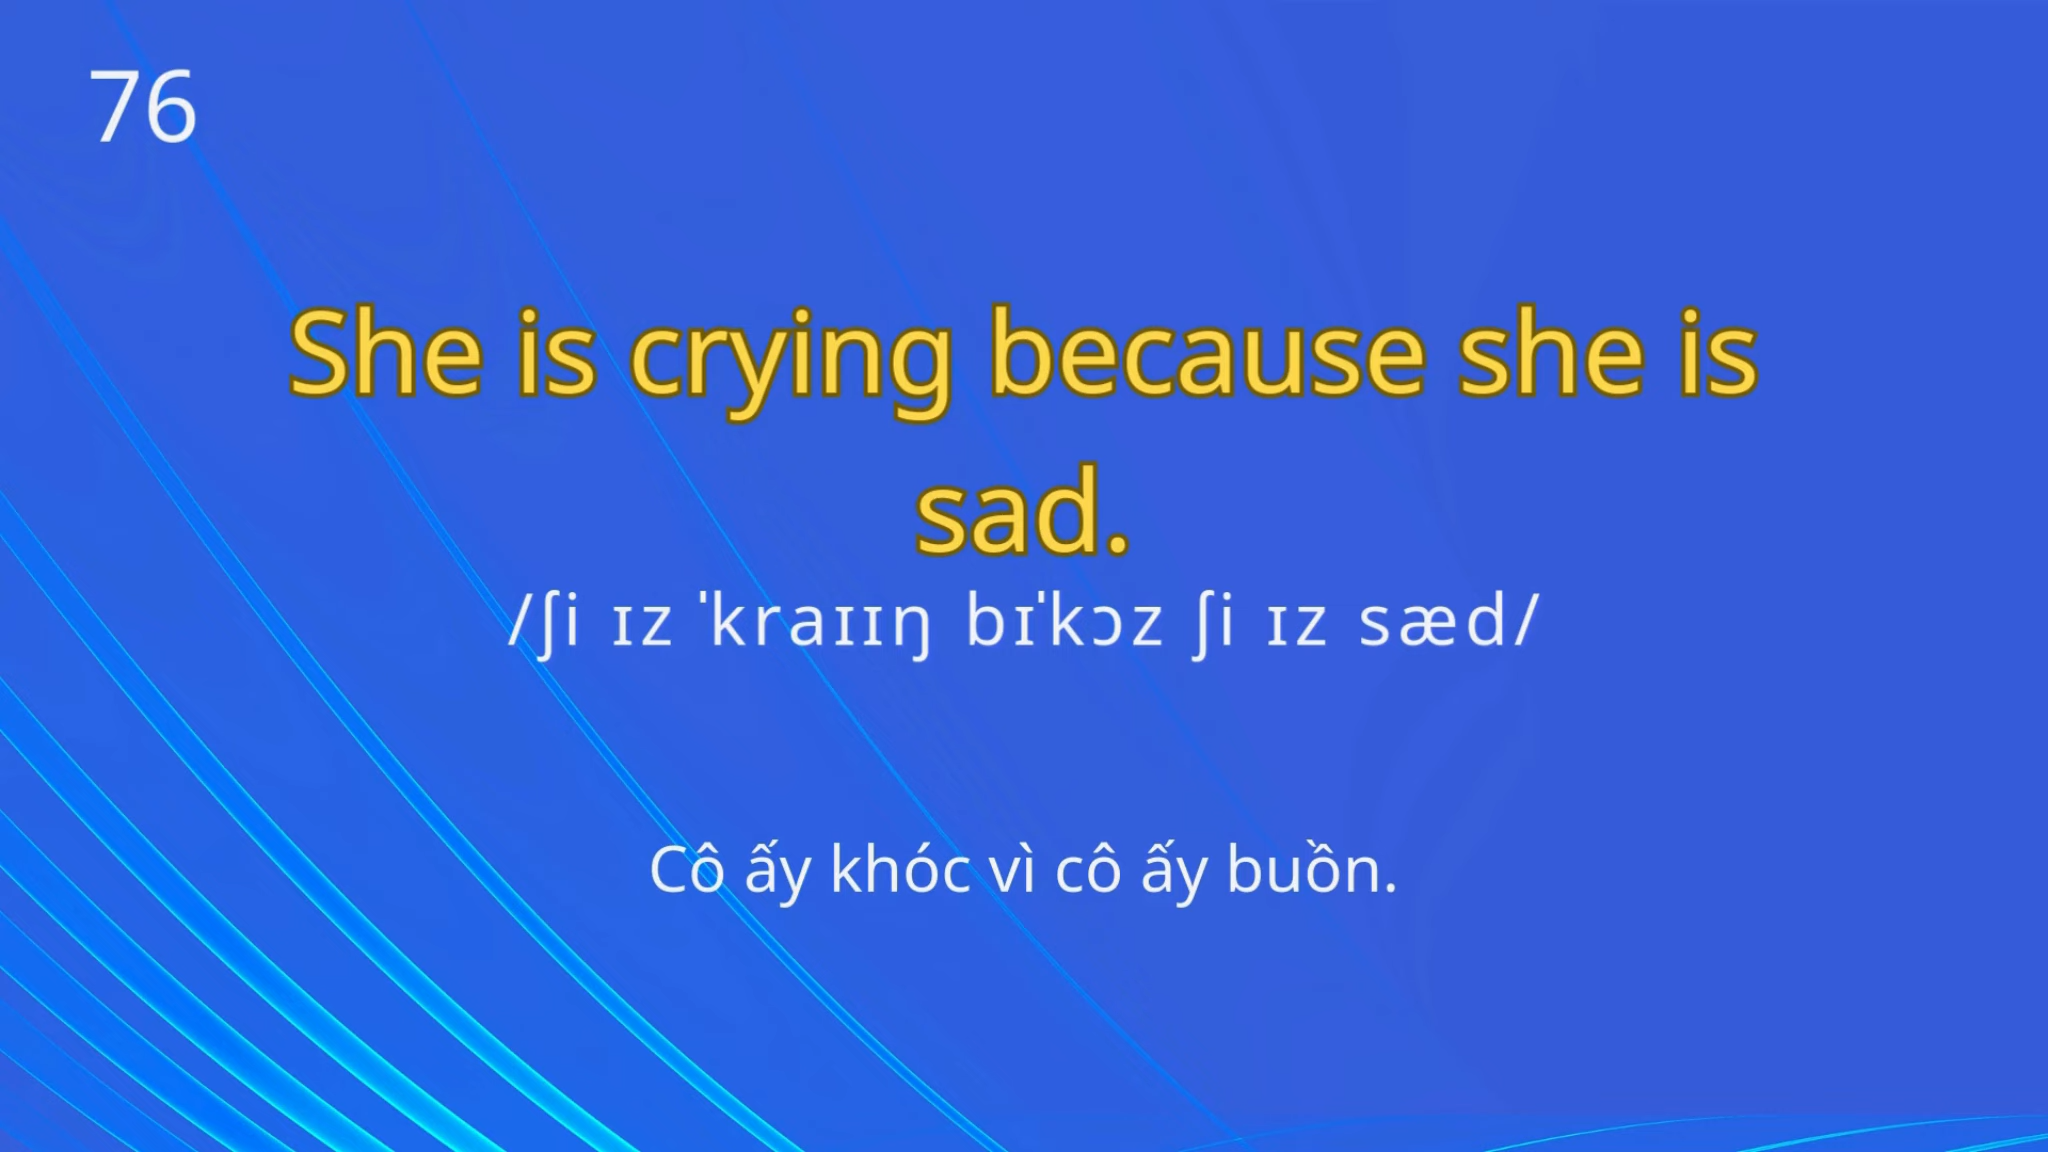 76
She is crying because she is
sad.
/ʃi ɪz ˈkraɪɪŋ bɪˈkɔz ʃi ɪz sæd/
Cô ấy khóc vì cô ấy buồn.